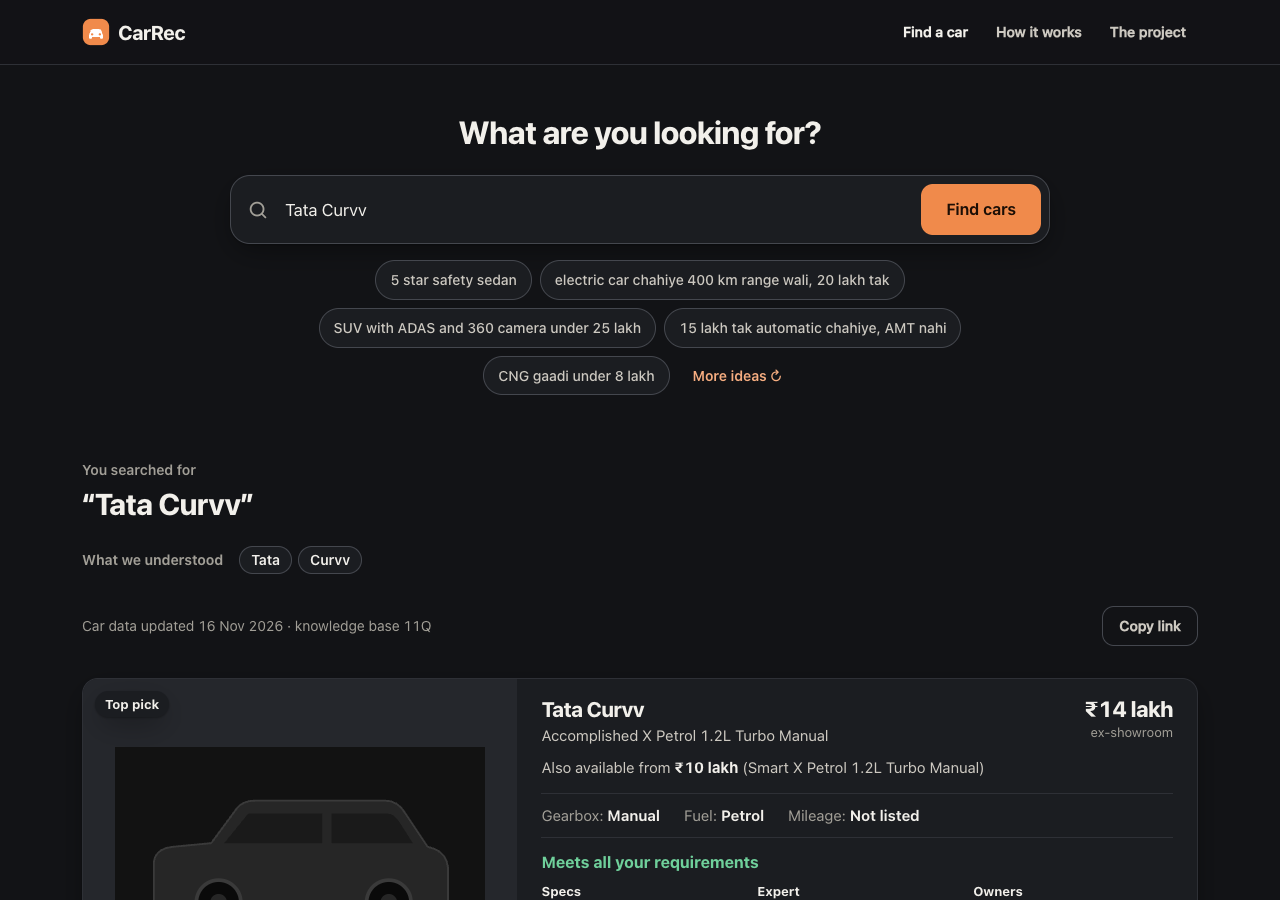 CarRec
Find a car
How it works
The project
What are you looking for?
Tata Curvv
Find cars
5 star safety sedan
electric car chahiye 400 km range wali, 20 lakh tak
SUV with ADAS and 360 camera under 25 lakh
15 lakh tak automatic chahiye, AMT nahi
CNG gaadi under 8 lakh
More ideas ↻
You searched for
“Tata Curvv”
What we understood
Tata
Curvv
Car data updated 16 Nov 2026 · knowledge base 11Q
Copy link
Top pick
Tata Curvv
₹14 lakh
Accomplished X Petrol 1.2L Turbo Manual
ex-showroom
Also available from ₹10 lakh (Smart X Petrol 1.2L Turbo Manual)
Gearbox: Manual
Fuel: Petrol
Mileage: Not listed
Meets all your requirements
Specs
Expert
Owners